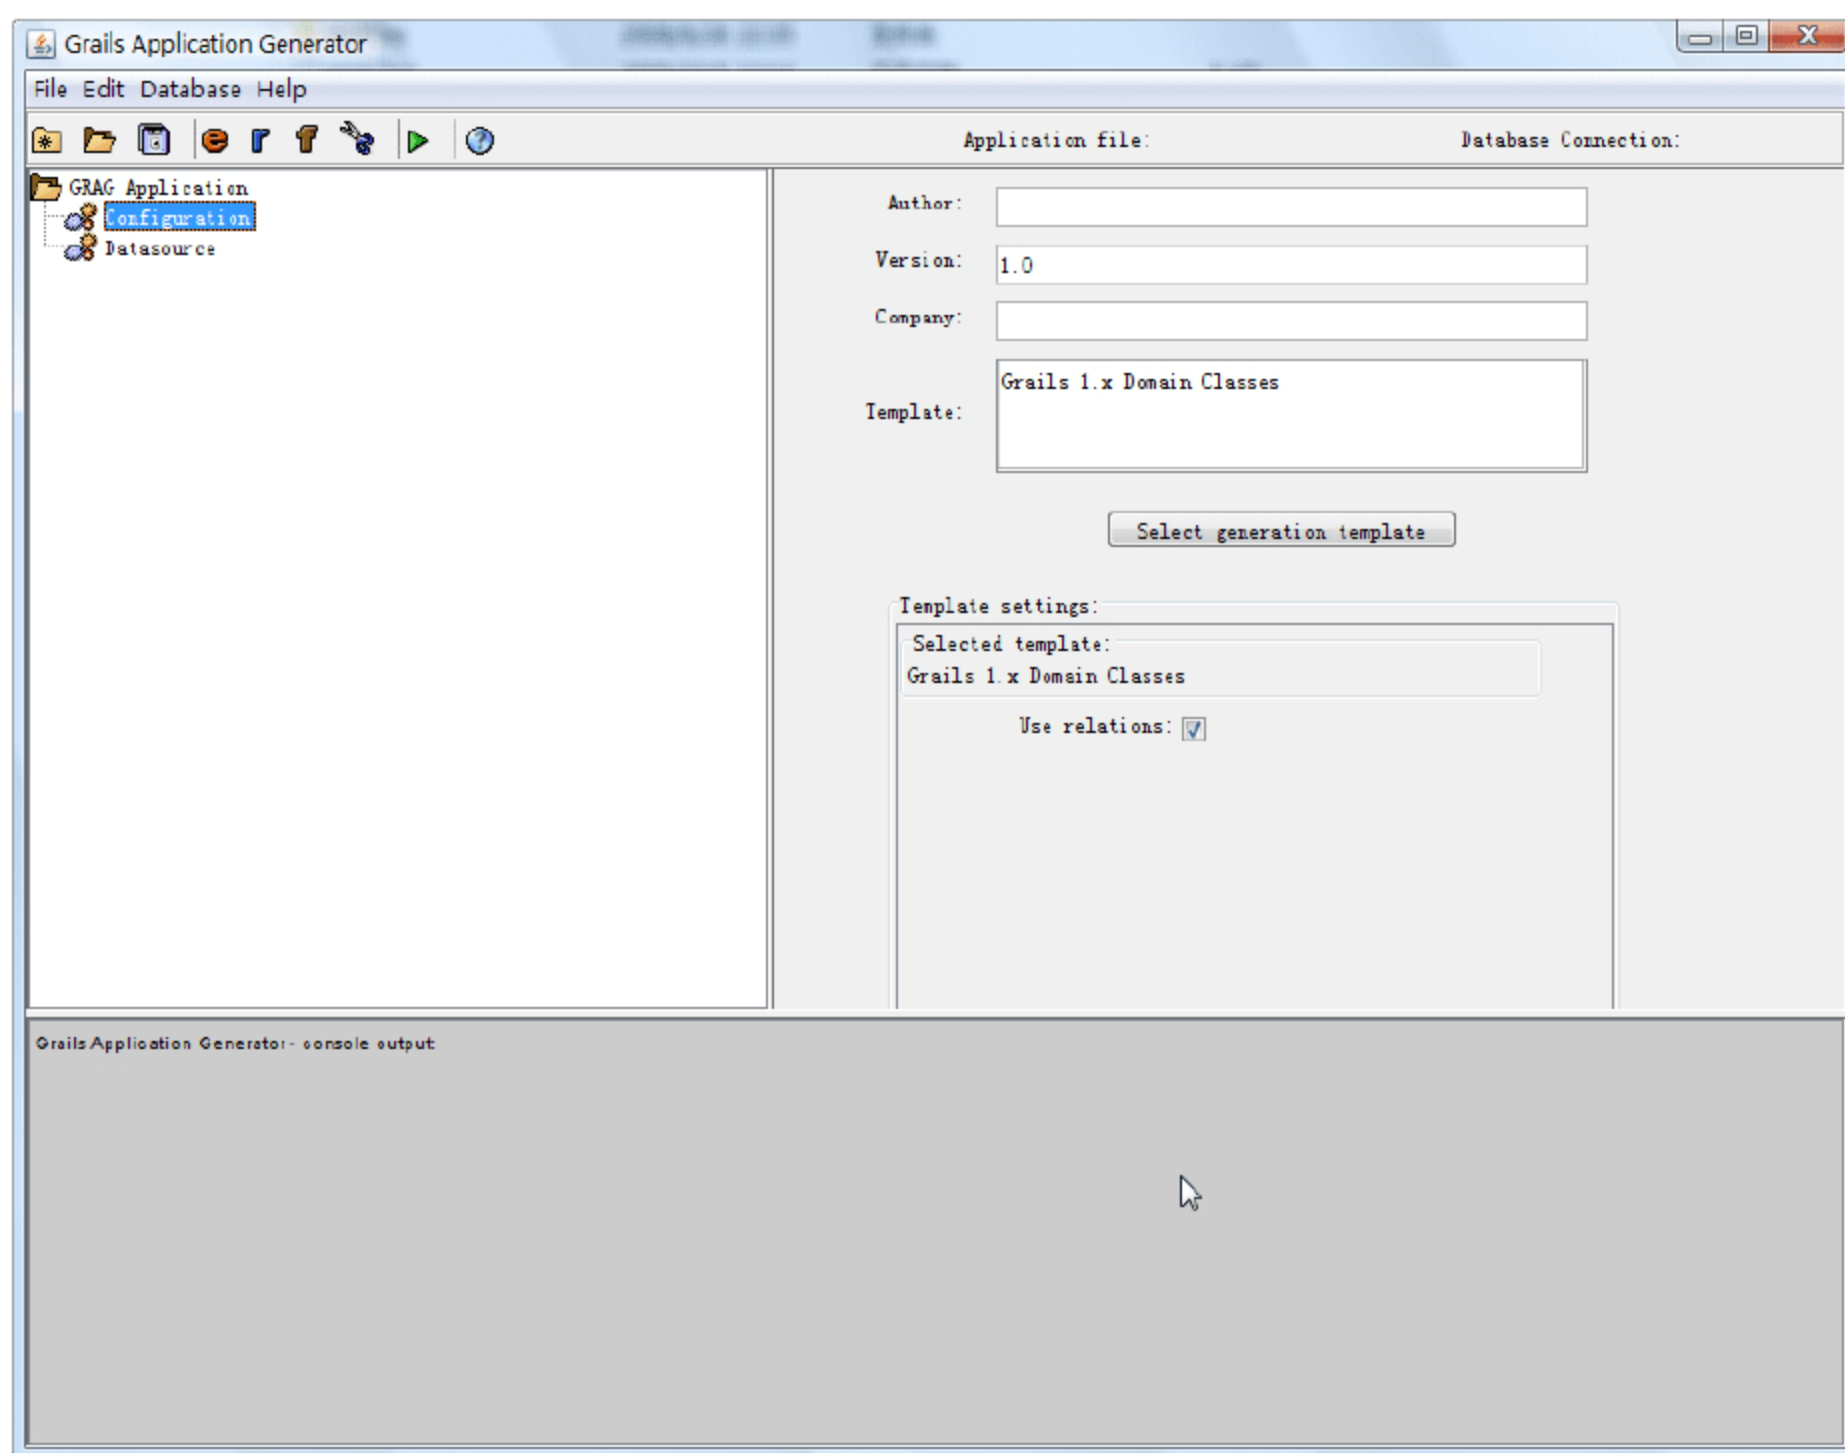 Grails Application Generator
File Edit Database Help
Application file: Database Connection:
GRAG Application
Configuration
Datasource
Author:
Version: 1.0
Company:
Template: Grails 1.x Domain Classes
Select generation template
Template settings:
Selected template:
Grails 1.x Domain Classes
Use relations:
Grails Application Generator - console output: